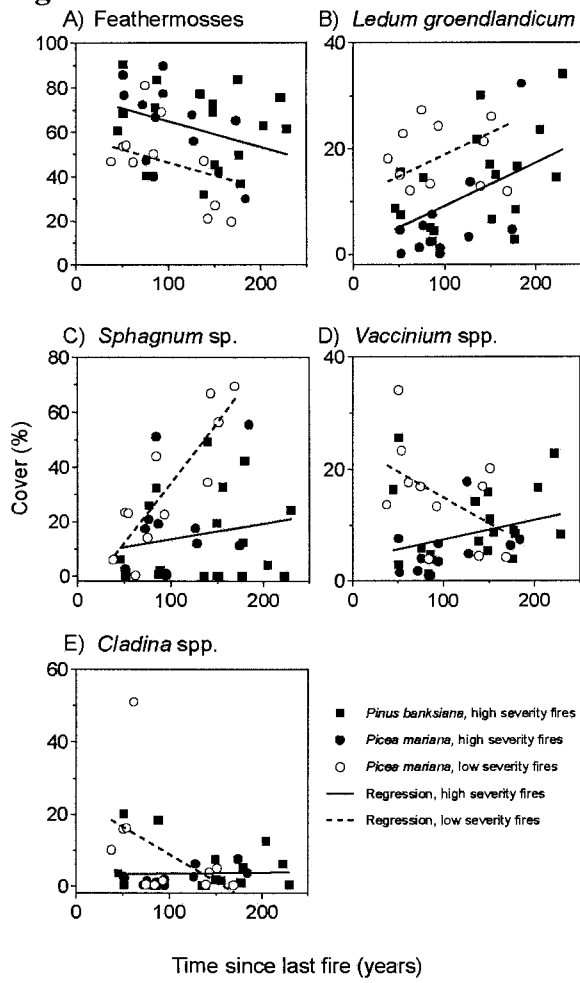 A) Feathermosses
B) Ledum groendlandicum
100
80
60
40
20
0
0 100 200
40
20
0
0 100 200
C) Sphagnum sp.
D) Vaccinium spp.
80
60
40
20
0
0 100 200
40
20
0
0 100 200
Cover (%)
E) Cladina spp.
60
40
20
0
0 100 200
Pinus banksiana, high severity fires
Picea mariana, high severity fires
Picea mariana, low severity fires
Regression, high severity fires
Regression, low severity fires
Time since last fire (years)